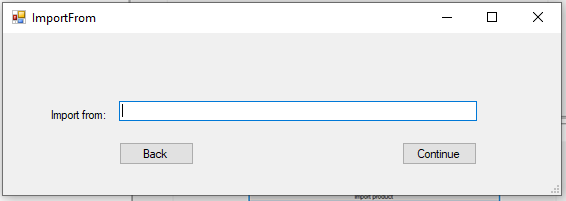 ImportFrom
Import from:
Back
Continue
Import product